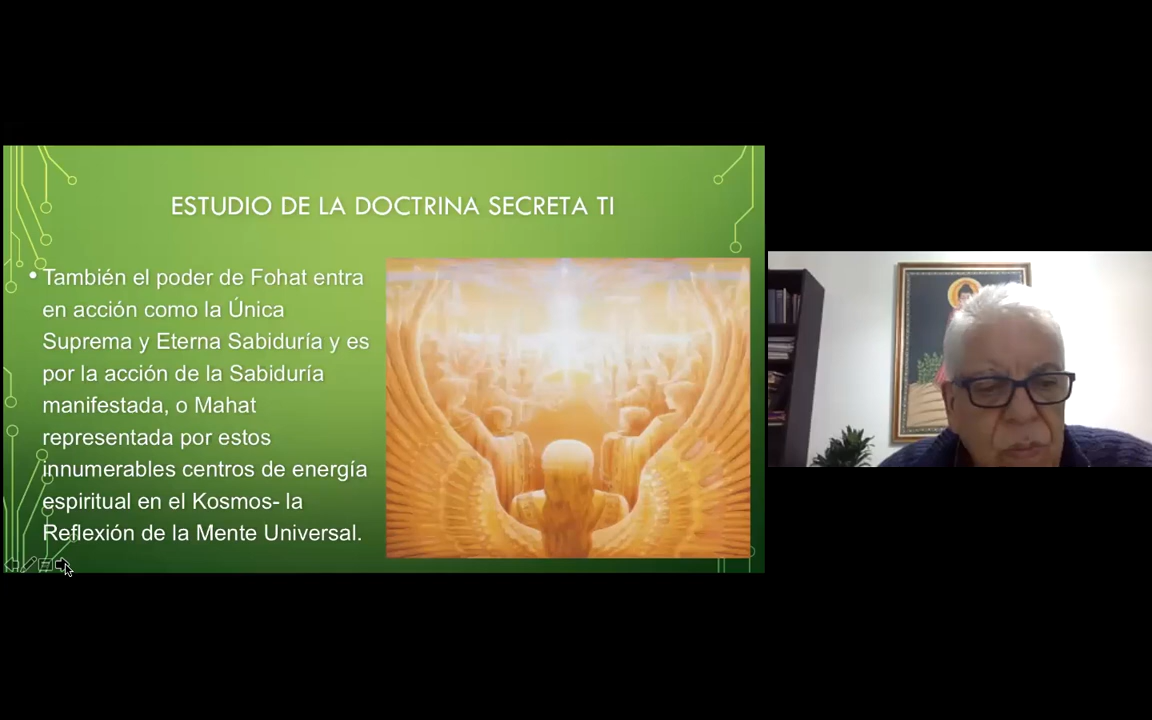 ESTUDIO DE LA DOCTRINA SECRETA TI
• También el poder de Fohat entra
en acción como la Única
Suprema y Eterna Sabiduría y es
por la acción de la Sabiduría
manifestada, o Mahat
representada por estos
innumerables centros de energía
espiritual en el Kosmos- la
Reflexión de la Mente Universal.